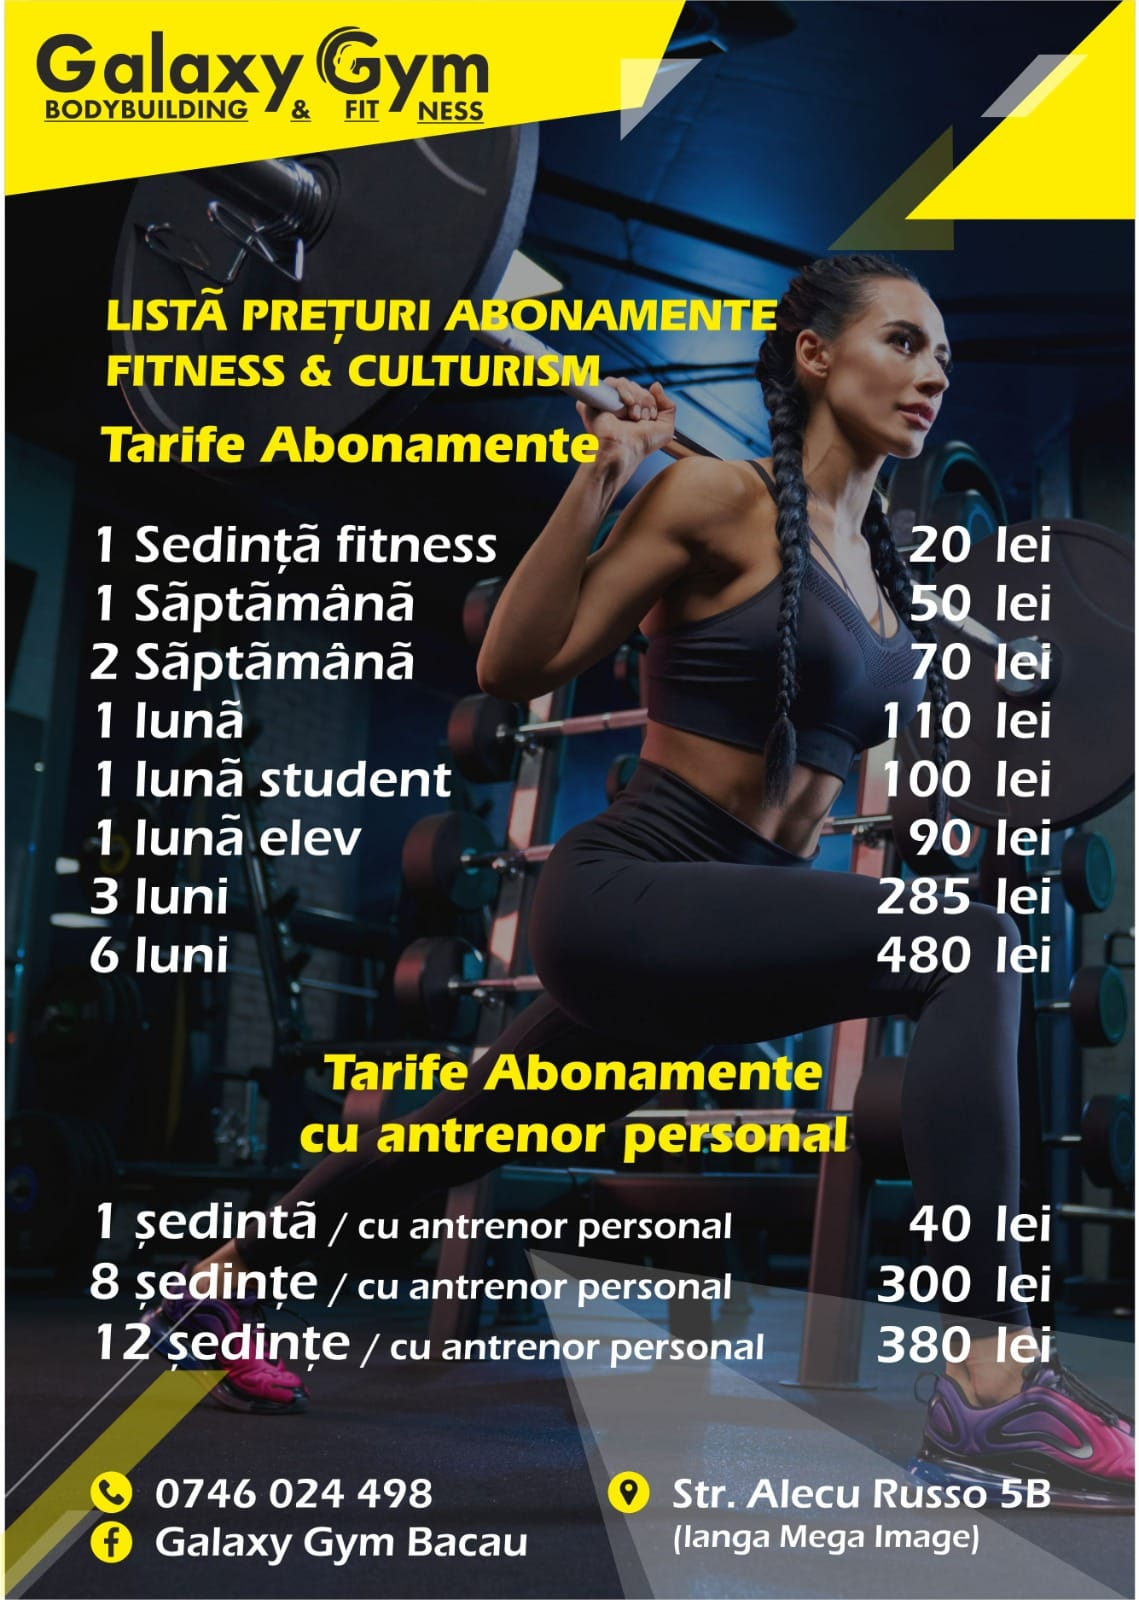 Galaxy Gym
BODYBUILDING & FIT NESS
LISTÃ PREȚURI ABONAMENTE
FITNESS & CULTURISM
Tarife Abonamente
1 Sedințã fitness 20 lei
1 Sãptãmânã 50 lei
2 Sãptãmânã 70 lei
1 lunã 110 lei
1 lunã student 100 lei
1 lunã elev 90 lei
3 luni 285 lei
6 luni 480 lei
Tarife Abonamente
cu antrenor personal
1 ședintã / cu antrenor personal 40 lei
8 ședințe / cu antrenor personal 300 lei
12 ședințe / cu antrenor personal 380 lei
0746 024 498
Galaxy Gym Bacau
Str. Alecu Russo 5B
(langa Mega Image)